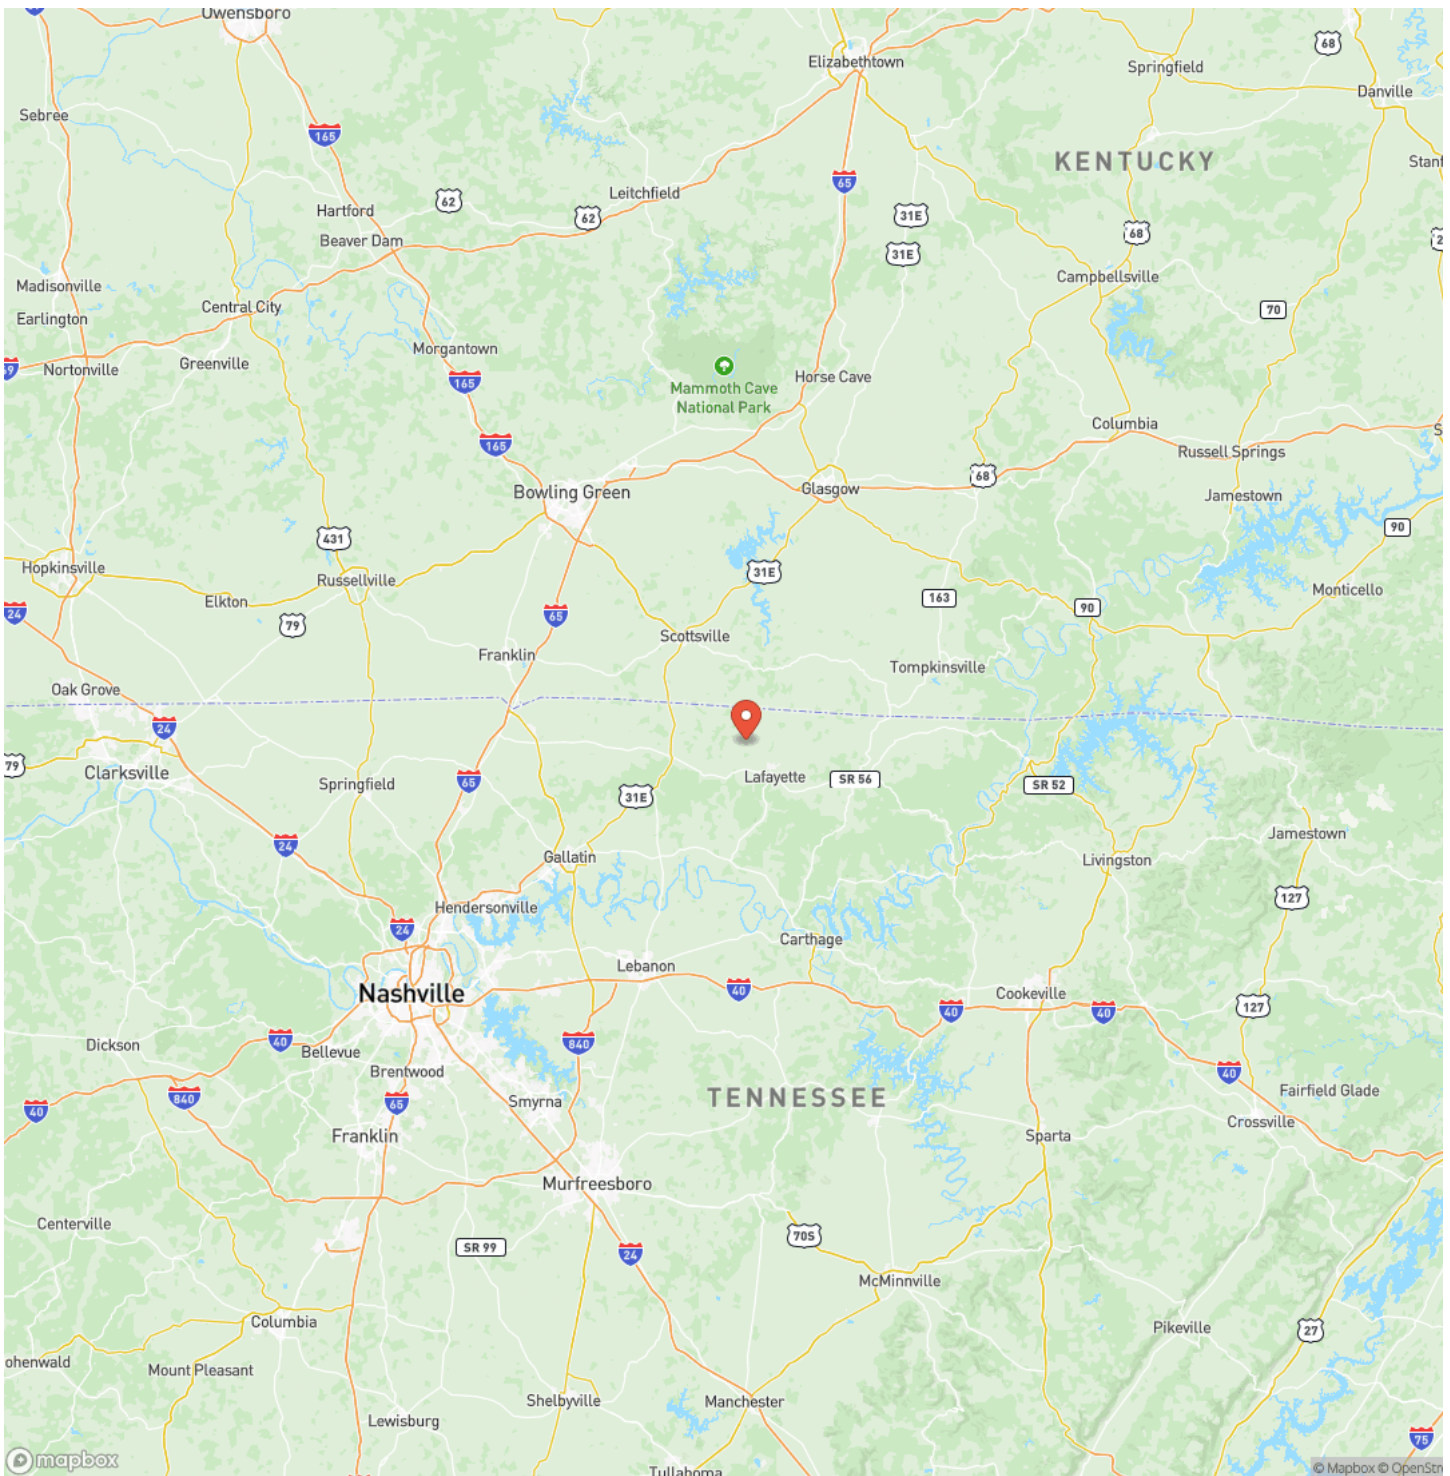 Owensboro
Elizabethtown
68
Springfield
Danville
Sebree
165
KENTUCKY
Stanf
65
Leitchfield
62
62
Hartford
31E
Beaver Dam
68
31E
Campbellsville
Madisonville
Central City
70
Earlington
Morgantown
Greenville
Nortonville
165
Horse Cave
Mammoth Cave
National Park
Columbia
165
Russell Springs
68
Glasgow
Bowling Green
Jamestown
90
431
Hopkinsville
31E
Russellville
Monticello
163
90
Elkton
24
65
79
Scottsville
Franklin
Tompkinsville
Oak Grove
24
79
Clarksville
Springfield
65
Lafayette
SR 56
SR 52
31E
24
Jamestown
Gallatin
Livingston
127
Hendersonville
24
Carthage
Lebanon
40
Nashville
Cookeville
40
40
127
Dickson
40
840
Bellevue
Brentwood
40
TENNESSEE
Fairfield Glade
40
840
65
Smyrna
Crossville
Franklin
Sparta
Murfreesboro
Centerville
70S
SR 99
24
McMinnville
Columbia
Pikeville
27
ohenwald
Mount Pleasant
Shelbyville
Manchester
Lewisburg
75
mapbox
Tullahoma
© Mapbox © OpenStr